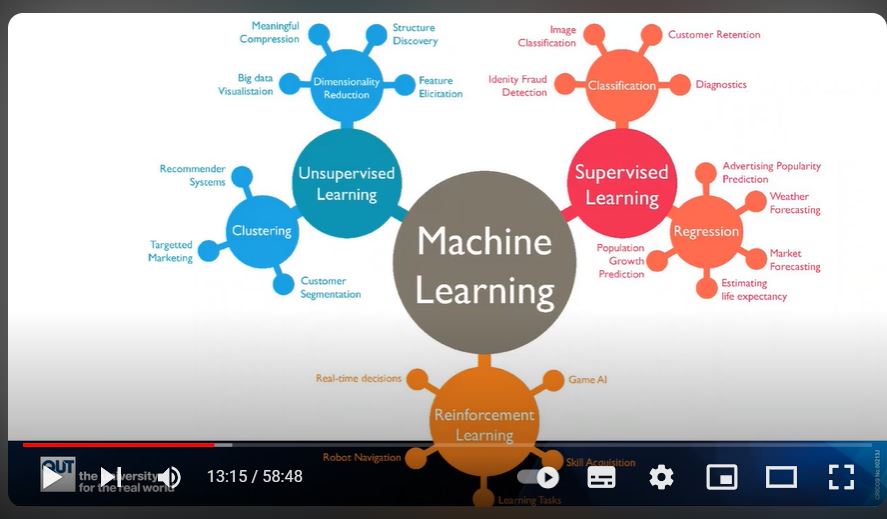 Meaningful
Compression
Structure
Discovery
Big data
Visualistaion
Dimensionality
Reduction
Feature
Elicitation
Image
Classification
Customer Retention
Idenity Fraud
Detection
Classification
Diagnostics
Recommender
Systems
Unsupervised
Learning
Supervised
Learning
Advertising Popularity
Prediction
Weather
Forecasting
Clustering
Machine
Learning
Regression
Targetted
Marketing
Population
Growth
Prediction
Market
Forecasting
Customer
Segmentation
Estimating
life expectancy
Real-time decisions
Game AI
Reinforcement
Learning
Robot Navigation
Skill Acquisition
Learning Tasks
QUT
the university
for the real world
13:15 / 58:48